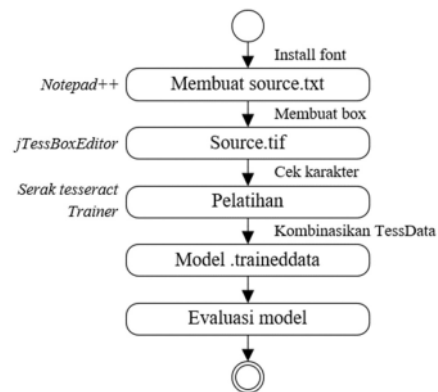 Install font
Notepad++ Membuat source.txt
Membuat box
jTessBoxEditor Source.tif
Cek karakter
Serak tesseract
Trainer
Pelatihan
Kombinasikan TessData
Model .traineddata
Evaluasi model